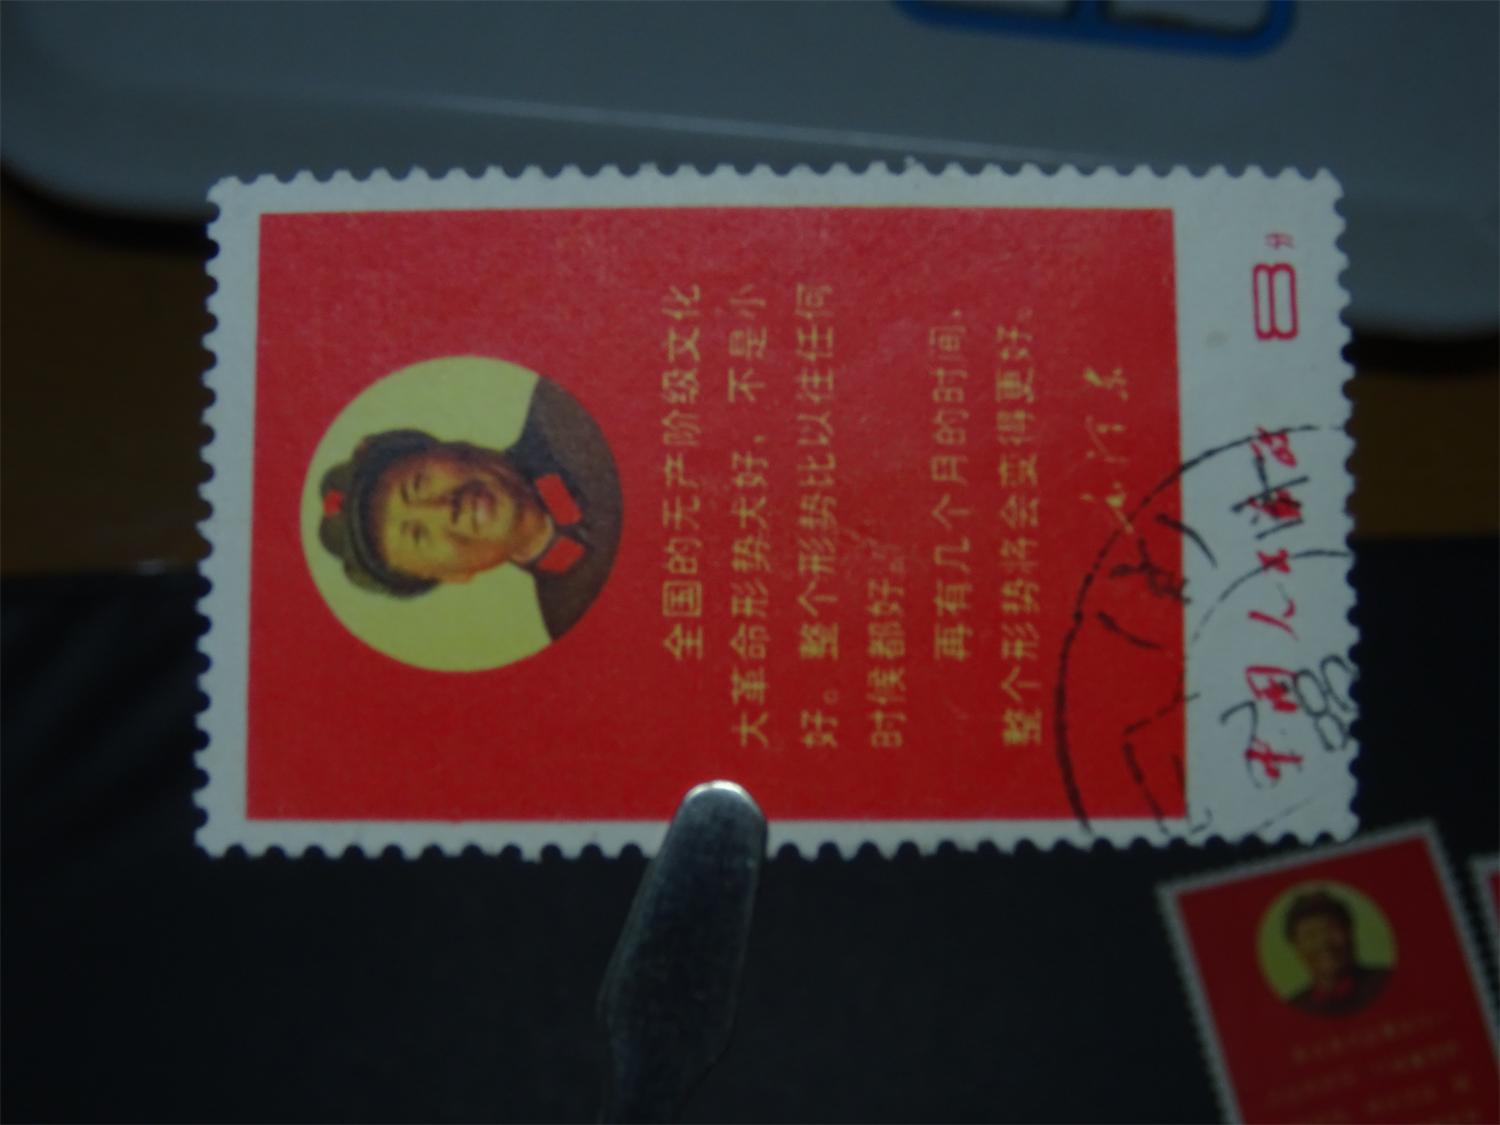 全国的无产阶级文化
大革命形势大好，不是小
好。整个形势比以往任何
时候都好。
再有几个月的时间，
整个形势将会变得更好。
毛泽东
中国人民邮政
8分